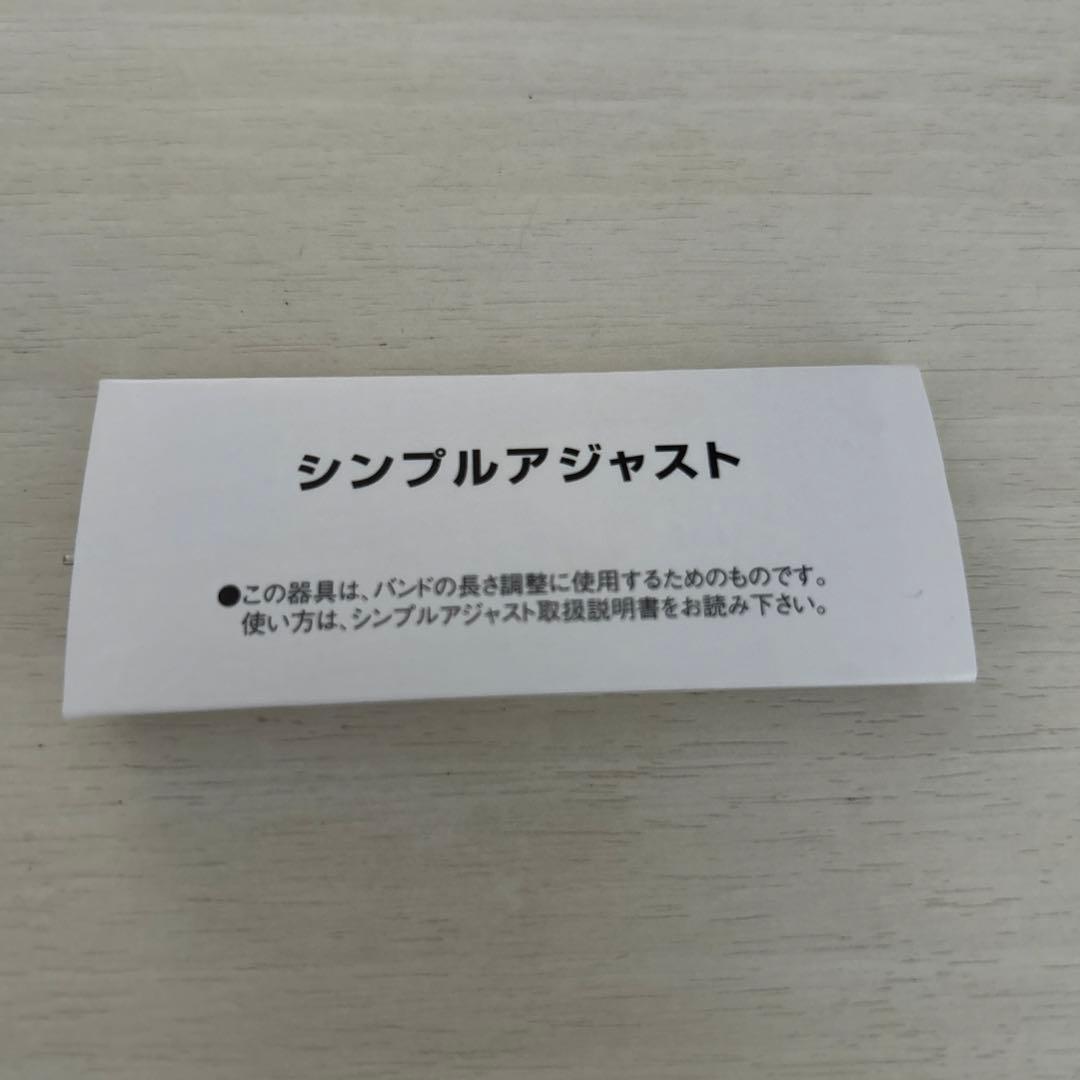 シンプルアジャスト
●この器具は、バンドの長さ調整に使用するためのものです。
使い方は、シンプルアジャスト取扱説明書をお読み下さい。